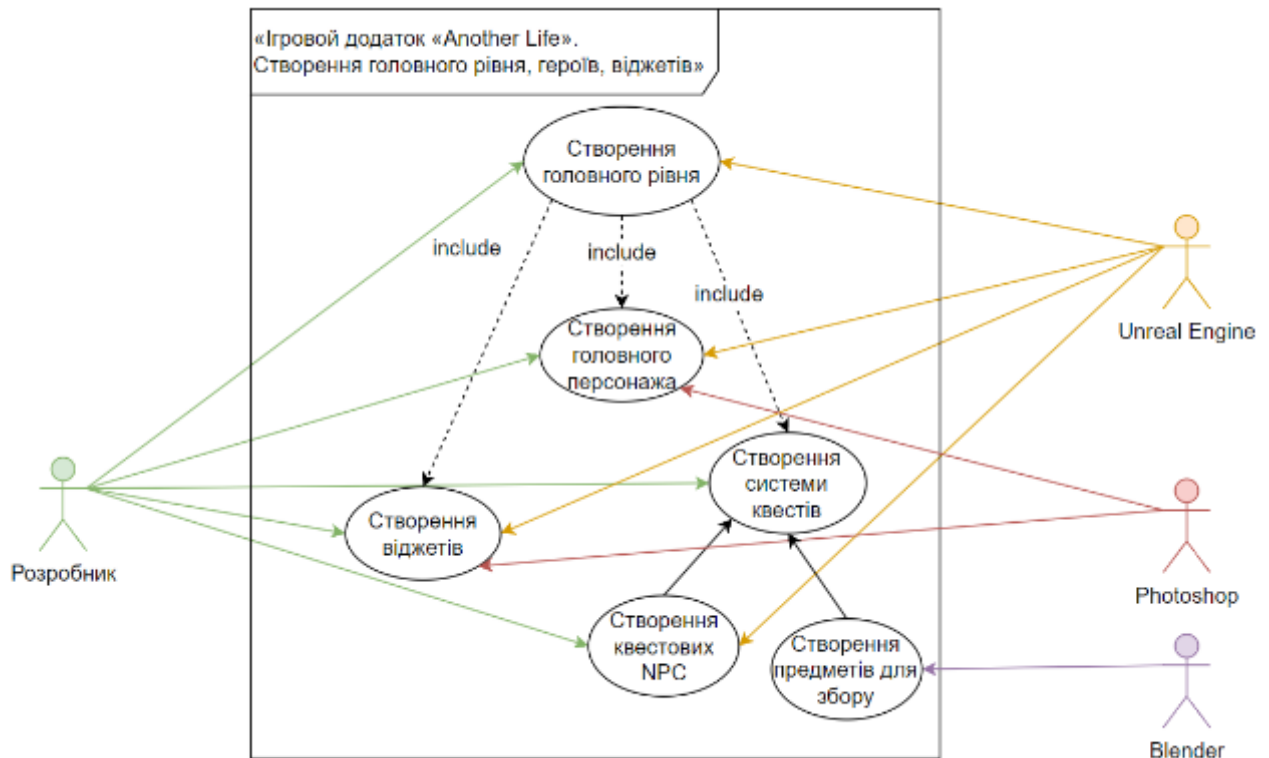 «Ігровой додаток «Another Life».
Створення головного рівня, героїв, віджетів»
Створення
головного рівня
include
include
include
Створення
головного
персонажа
Unreal Engine
Створення
системи
квестів
Створення
віджетів
Розробник
Photoshop
Створення
квестових
NPC
Створення
предметів для
збору
Blender